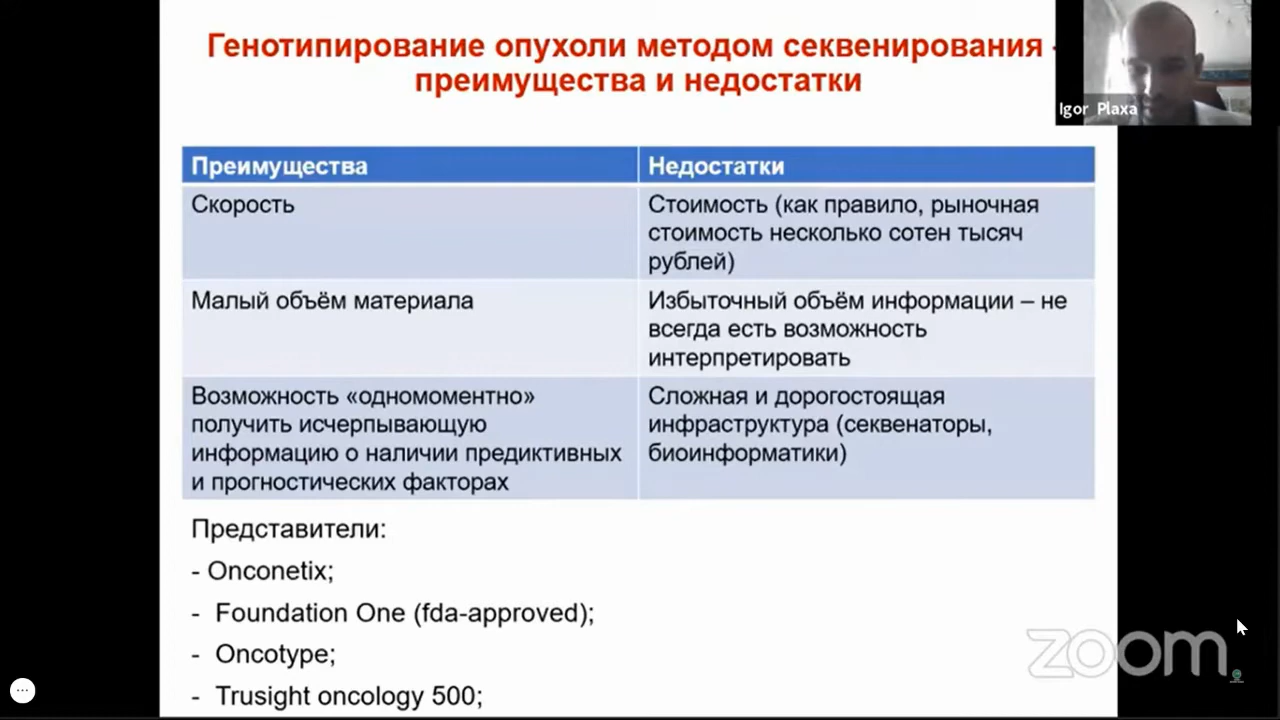 Генотипирование опухоли методом секвенирования -
преимущества и недостатки
Igor Plaxa
Преимущества
Недостатки
Скорость
Стоимость (как правило, рыночная
стоимость несколько сотен тысяч
рублей)
Малый объём материала
Избыточный объём информации – не
всегда есть возможность
интерпретировать
Возможность «одномоментно»
получить исчерпывающую
информацию о наличии предиктивных
и прогностических факторах
Сложная и дорогостоящая
инфраструктура (секвенаторы,
биоинформатики)
Представители:
- Onconetix;
- Foundation One (fda-approved);
- Oncotype;
- Trusight oncology 500;
zoom